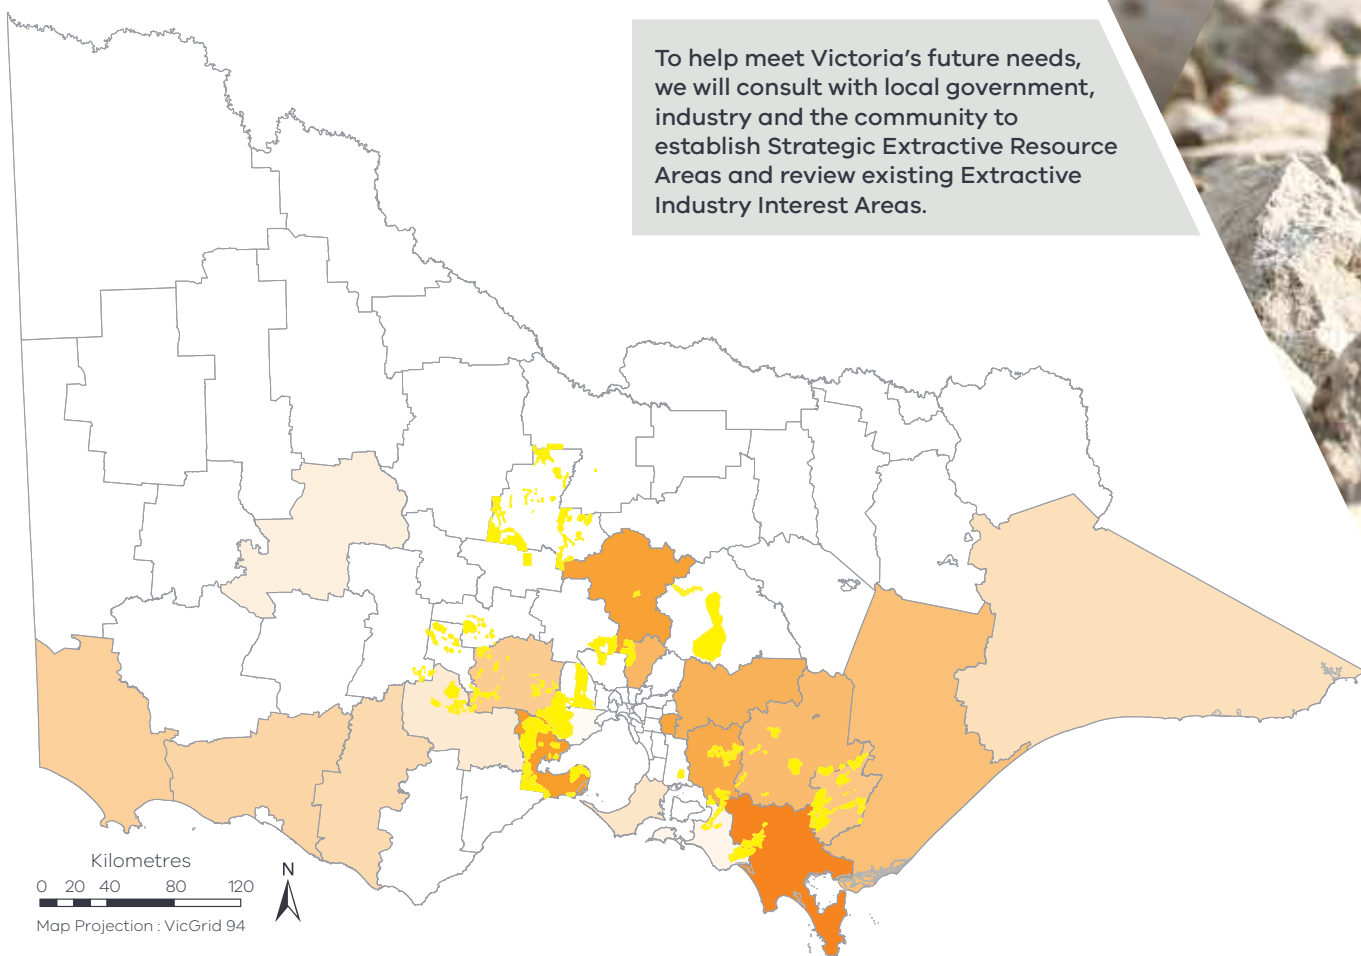 To help meet Victoria's future needs,
we will consult with local government,
industry and the community to
establish Strategic Extractive Resource
Areas and review existing Extractive
Industry Interest Areas.
Kilometres
0 20 40 80 120
Map Projection : VicGrid 94
N